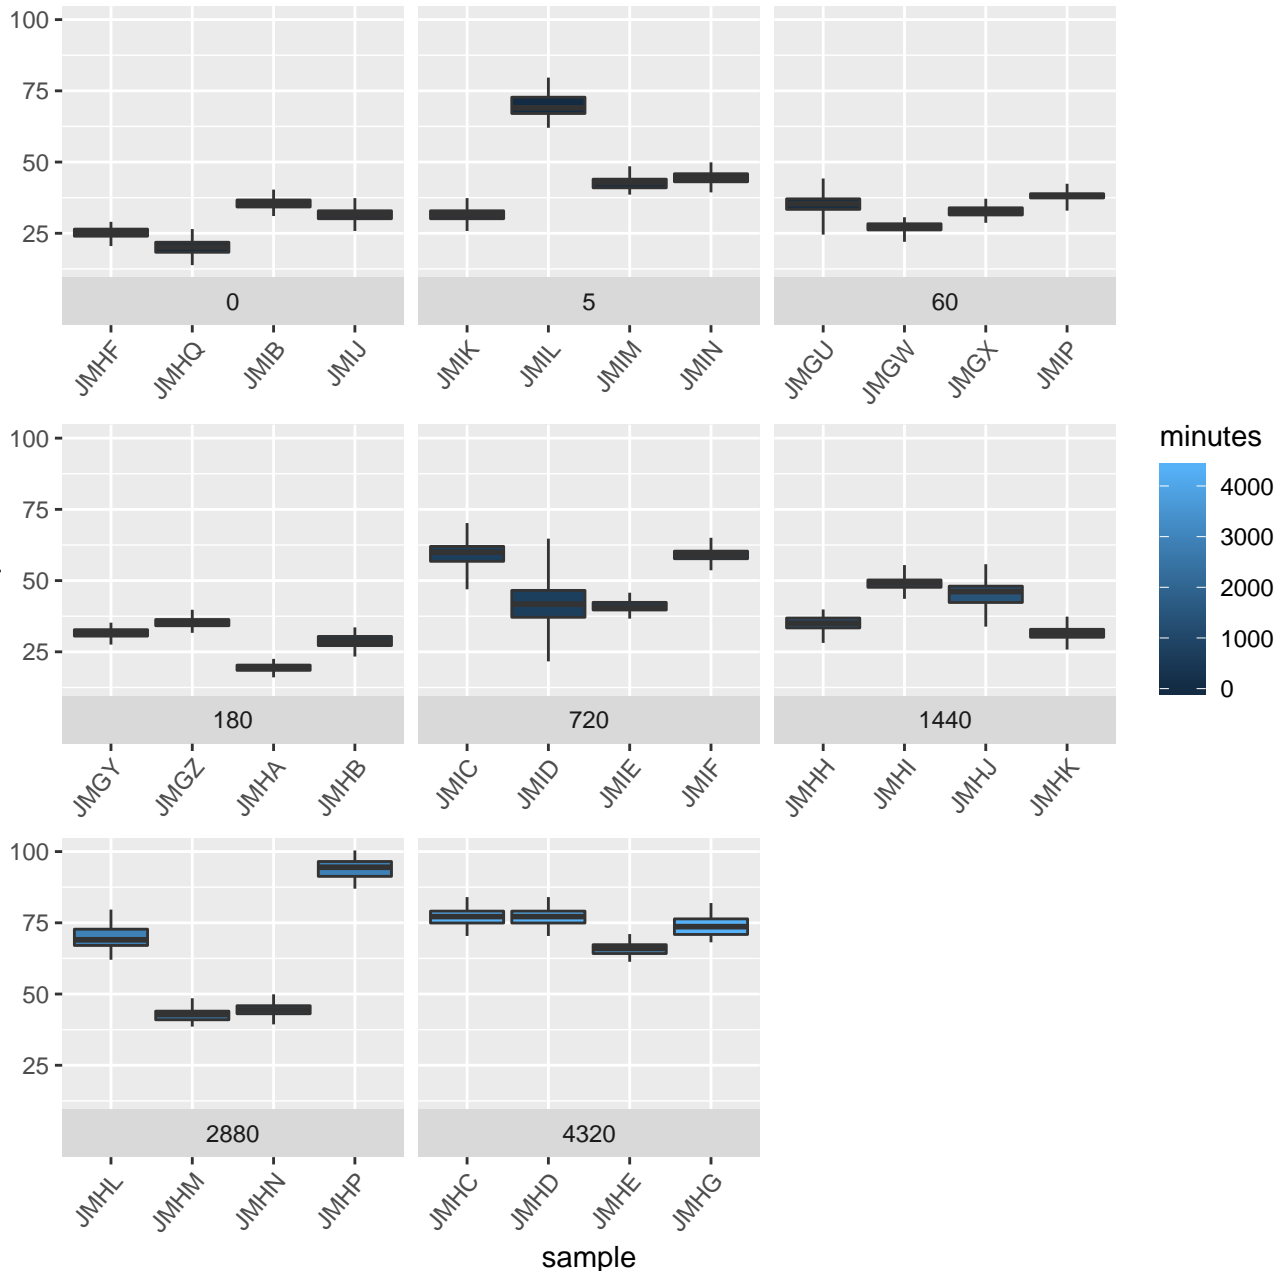 100
75
50
25
0 5 60
JMHF JMHQ JMIB JMIJ JMIK JMIL JMIM JMIN JMGU JMGW JMGX JMIP
100
75
50
25
180 720 1440
JMGY JMGZ JMHA JMHB JMIC JMID JMIE JMIF JMHH JMHI JMHJ JMHK
minutes
4000
3000
2000
1000
0
100
75
50
25
2880 4320
JMHL JMHM JMHN JMHP JMHC JMHD JMHE JMHG
sample